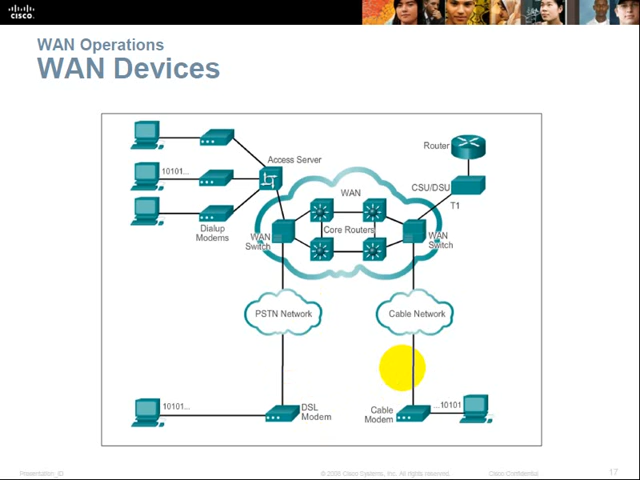 CISCO
WAN Operations
WAN Devices
10101...
Dialup
Modems
Access Server
WAN
Core Routers
WAN
Switch
WAN
Switch
Router
CSU/DSU
T1
PSTN Network
Cable Network
10101...
DSL
Modem
Cable
Modem
...10101
Presentation_ID
© 2008 Cisco Systems, Inc. All rights reserved.
Cisco Confidential
17